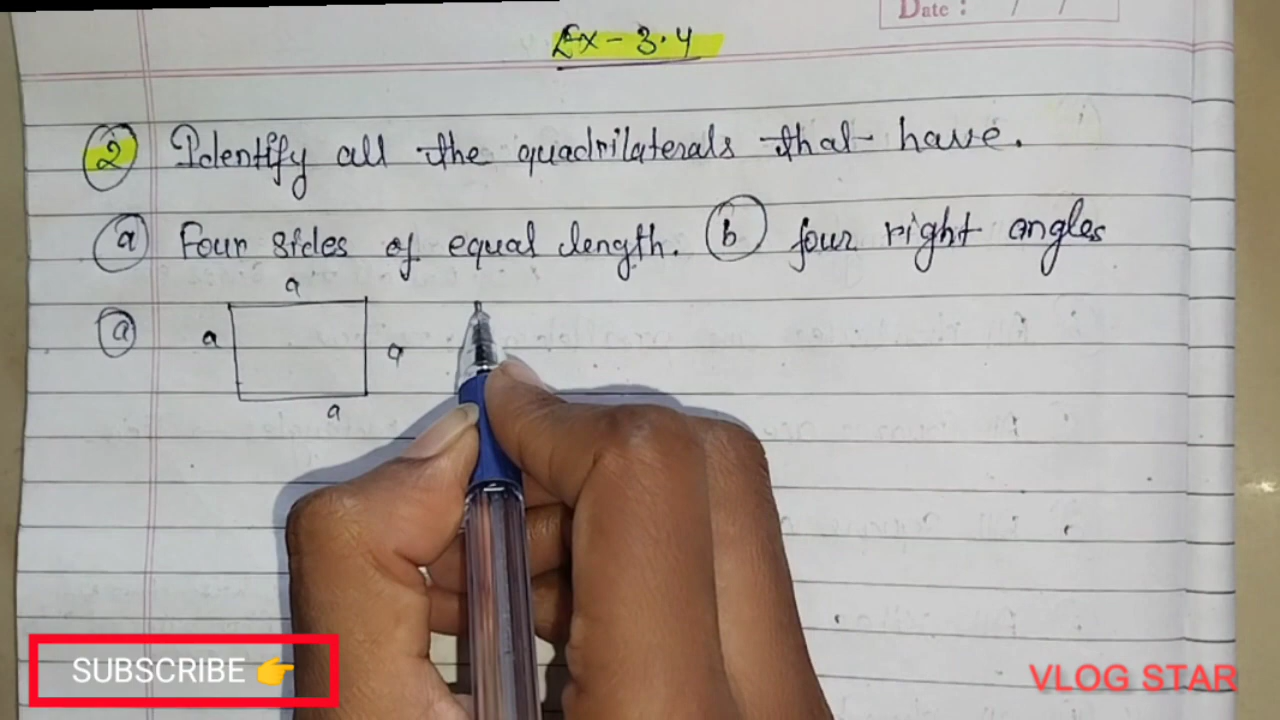 Date : / /
Ex - 3.4
2 Identify all the quadrilaterals that have.
a Four sides of equal length. b four right angles
a
a
a
a
a
SUBSCRIBE 👉
VLOG STAR